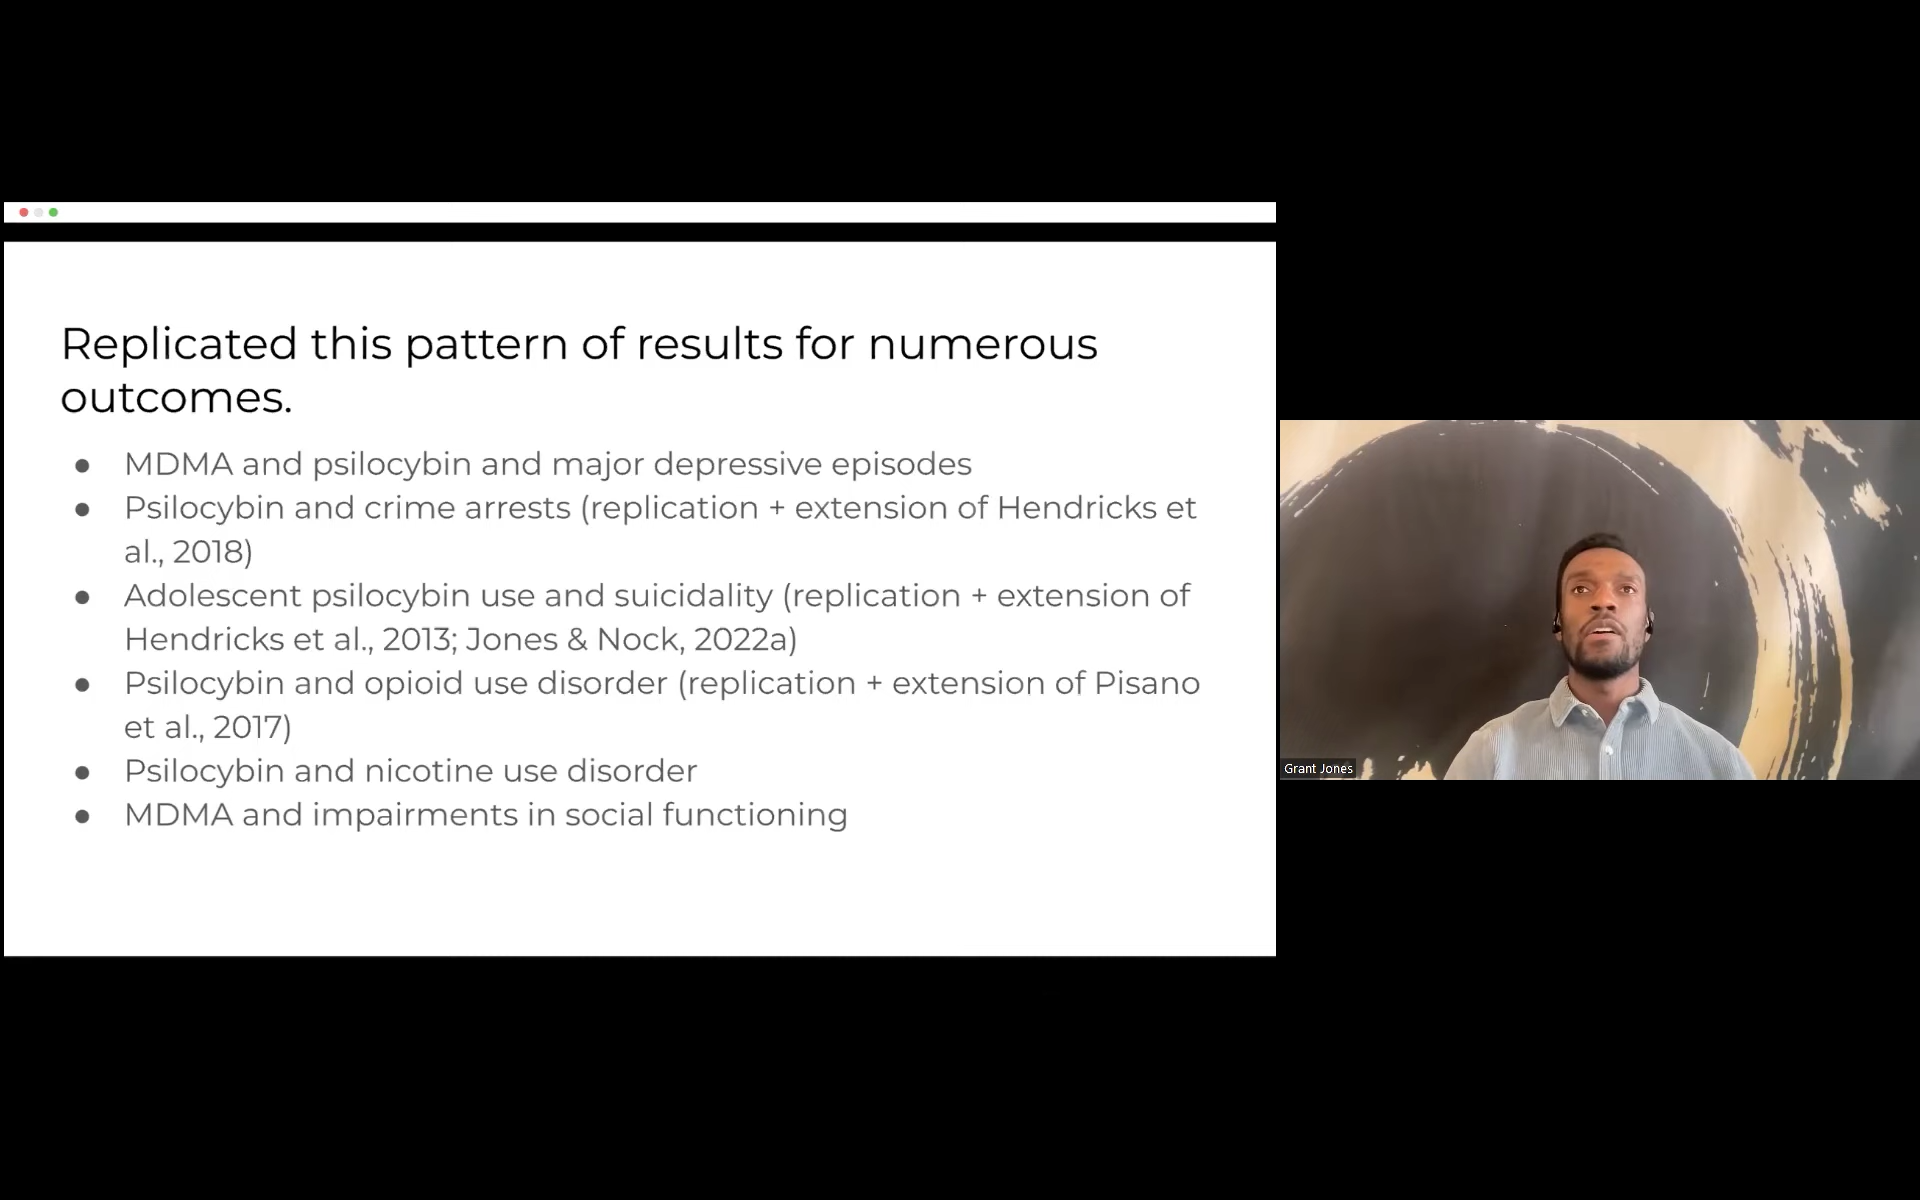 Replicated this pattern of results for numerous
outcomes.
● MDMA and psilocybin and major depressive episodes
● Psilocybin and crime arrests (replication + extension of Hendricks et
al., 2018)
● Adolescent psilocybin use and suicidality (replication + extension of
Hendricks et al., 2013; Jones & Nock, 2022a)
● Psilocybin and opioid use disorder (replication + extension of Pisano
et al., 2017)
● Psilocybin and nicotine use disorder
● MDMA and impairments in social functioning
Grant Jones